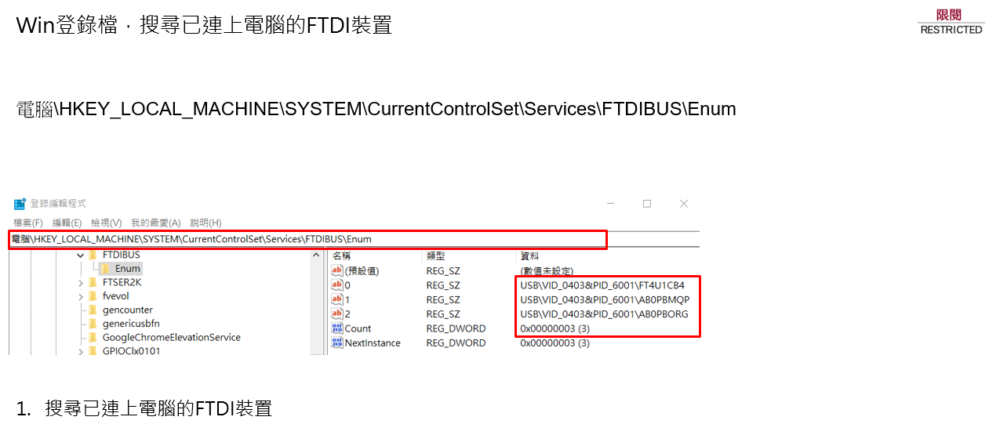 Win登錄檔，搜尋已連上電腦的FTDI裝置
限閱
RESTRICTED
電腦\HKEY_LOCAL_MACHINE\SYSTEM\CurrentControlSet\Services\FTDIBUS\Enum
登錄編輯程式
檔案(F) 編輯(E) 檢視(V) 我的最愛(A) 說明(H)
電腦\HKEY_LOCAL_MACHINE\SYSTEM\CurrentControlSet\Services\FTDIBUS\Enum
FTDIBUS
Enum
FTSER2K
fvevol
gencounter
genericusbfn
GoogleChromeElevationService
GPIOClx0101
名稱 類型 資料
(預設值) REG_SZ (數值未設定)
0 REG_SZ USB\VID_0403&PID_6001\FT4U1CB4
1 REG_SZ USB\VID_0403&PID_6001\AB0PBMQP
2 REG_SZ USB\VID_0403&PID_6001\AB0PBORG
Count REG_DWORD 0x00000003 (3)
NextInstance REG_DWORD 0x00000003 (3)
1. 搜尋已連上電腦的FTDI裝置